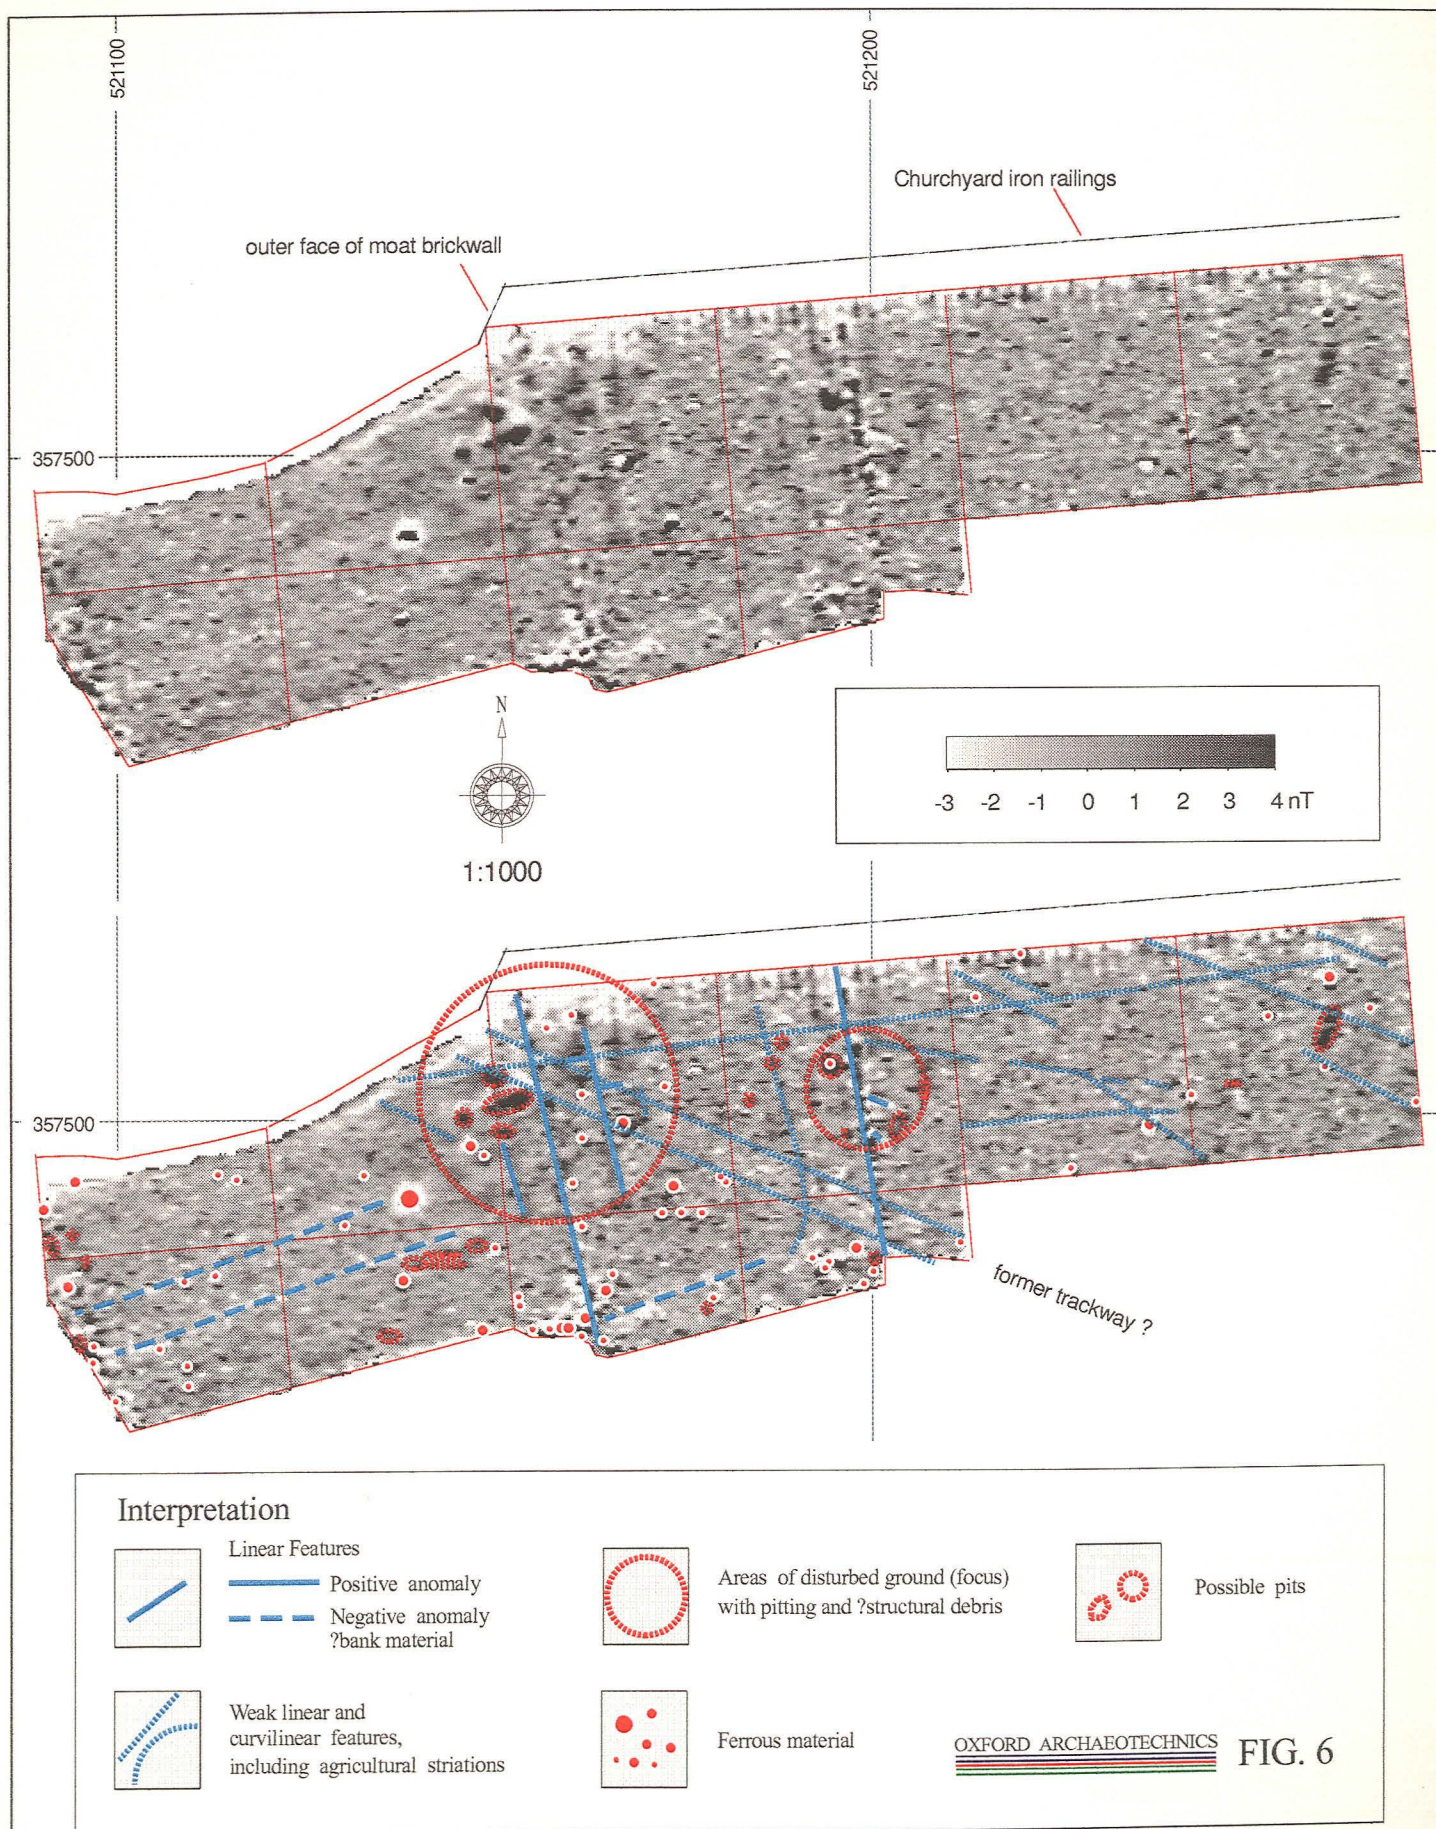 521100
521200
Churchyard iron railings
outer face of moat brickwall
357500
N
-3 -2 -1 0 1 2 3 4 nT
1:1000
357500
former trackway ?
Interpretation
Linear Features
Positive anomaly
Negative anomaly
?bank material
Areas of disturbed ground (focus)
with pitting and ?structural debris
Possible pits
Weak linear and
curvilinear features,
including agricultural striations
Ferrous material
OXFORD ARCHAEOTECHNICS
FIG. 6